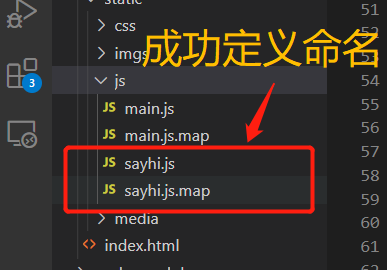 static
css
imgs
成功定义命名
js
JS main.js
JS main.js.map
JS sayhi.js
JS sayhi.js.map
media
<> index.html
3
51
52
53
54
55
56
57
58
59
60
61